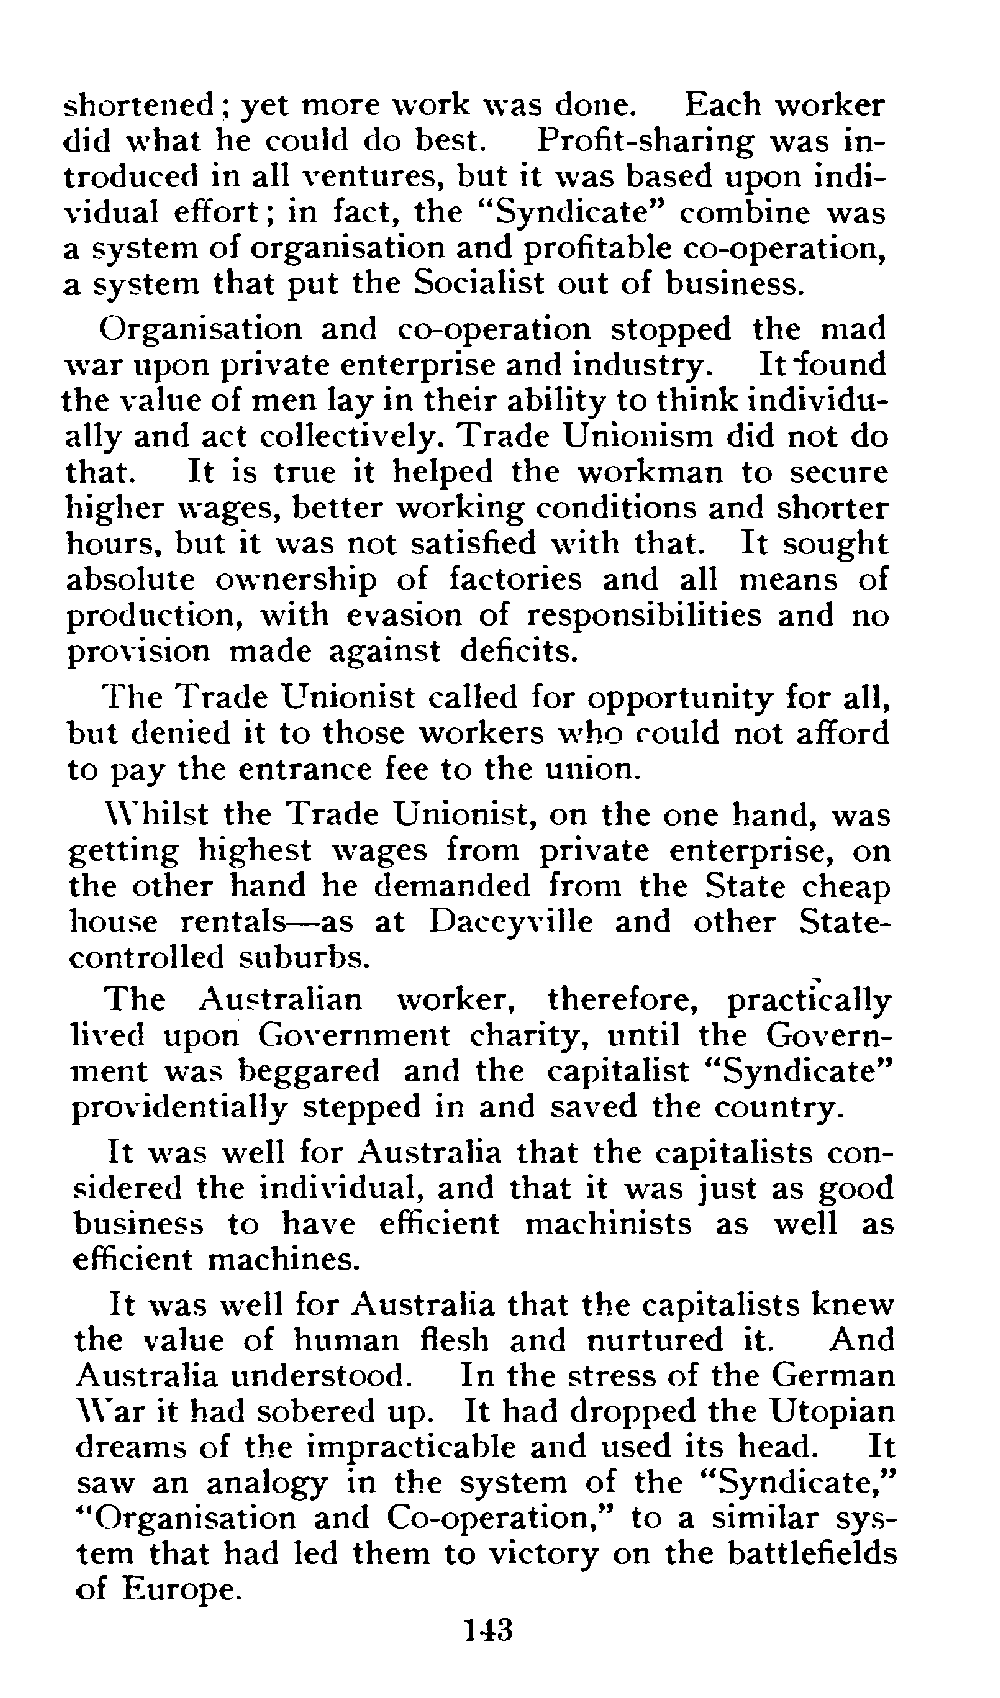 shortened; yet more work was done. Each worker
did what he could do best. Profit-sharing was in-
troduced in all ventures, but it was based upon indi-
vidual effort; in fact, the "Syndicate" combine was
a system of organisation and profitable co-operation,
a system that put the Socialist out of business.
Organisation and co-operation stopped the mad
war upon private enterprise and industry. It found
the value of men lay in their ability to think individu-
ally and act collectively. Trade Unionism did not do
that. It is true it helped the workman to secure
higher wages, better working conditions and shorter
hours, but it was not satisfied with that. It sought
absolute ownership of factories and all means of
production, with evasion of responsibilities and no
provision made against deficits.
The Trade Unionist called for opportunity for all,
but denied it to those workers who could not afford
to pay the entrance fee to the union.
Whilst the Trade Unionist, on the one hand, was
getting highest wages from private enterprise, on
the other hand he demanded from the State cheap
house rentals—as at Daceyville and other State-
controlled suburbs.
The Australian worker, therefore, practically
lived upon Government charity, until the Govern-
ment was beggared and the capitalist "Syndicate"
providentially stepped in and saved the country.
It was well for Australia that the capitalists con-
sidered the individual, and that it was just as good
business to have efficient machinists as well as
efficient machines.
It was well for Australia that the capitalists knew
the value of human flesh and nurtured it. And
Australia understood. In the stress of the German
War it had sobered up. It had dropped the Utopian
dreams of the impracticable and used its head. It
saw an analogy in the system of the "Syndicate,"
"Organisation and Co-operation," to a similar sys-
tem that had led them to victory on the battlefields
of Europe.
143